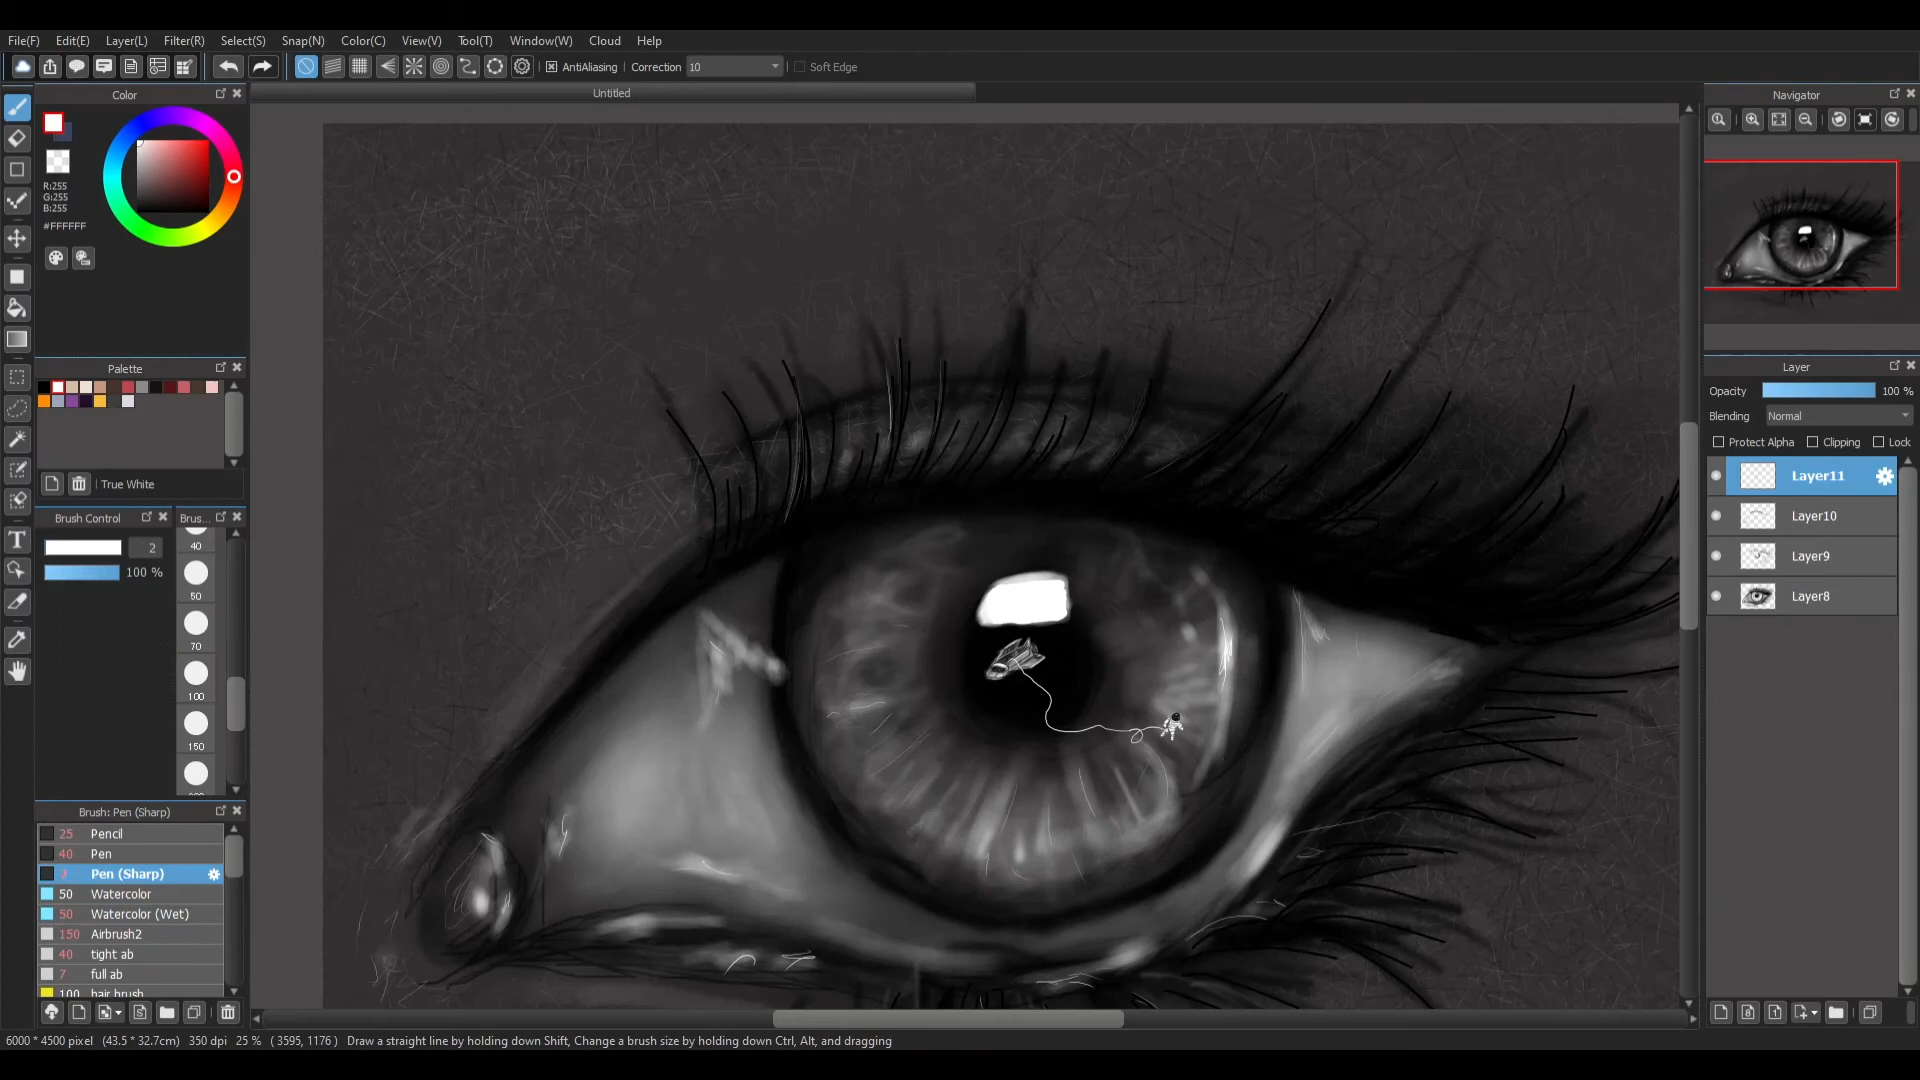 File(F) Edit(E) Layer(L) Filter(R) Select(S) Snap(N) Color(C) View(V) Tool(T) Window(W) Cloud Help
AntiAliasing Correction 10 Soft Edge
Color
Untitled
Navigator
R:255
G:255
B:255
#FFFFFF
Palette
True White
Brush Control
Brus...
2
100 %
40
50
70
100
150
Brush: Pen (Sharp)
25 Pencil
40 Pen
Pen (Sharp)
50 Watercolor
50 Watercolor (Wet)
150 Airbrush2
40 tight ab
7 full ab
100 hair brush
Layer
Opacity 100 %
Blending Normal
Protect Alpha Clipping Lock
Layer11
Layer10
Layer9
Layer8
6000 * 4500 pixel (43.5 * 32.7cm) 350 dpi 25 % ( 3595, 1176 ) Draw a straight line by holding down Shift, Change a brush size by holding down Ctrl, Alt, and dragging